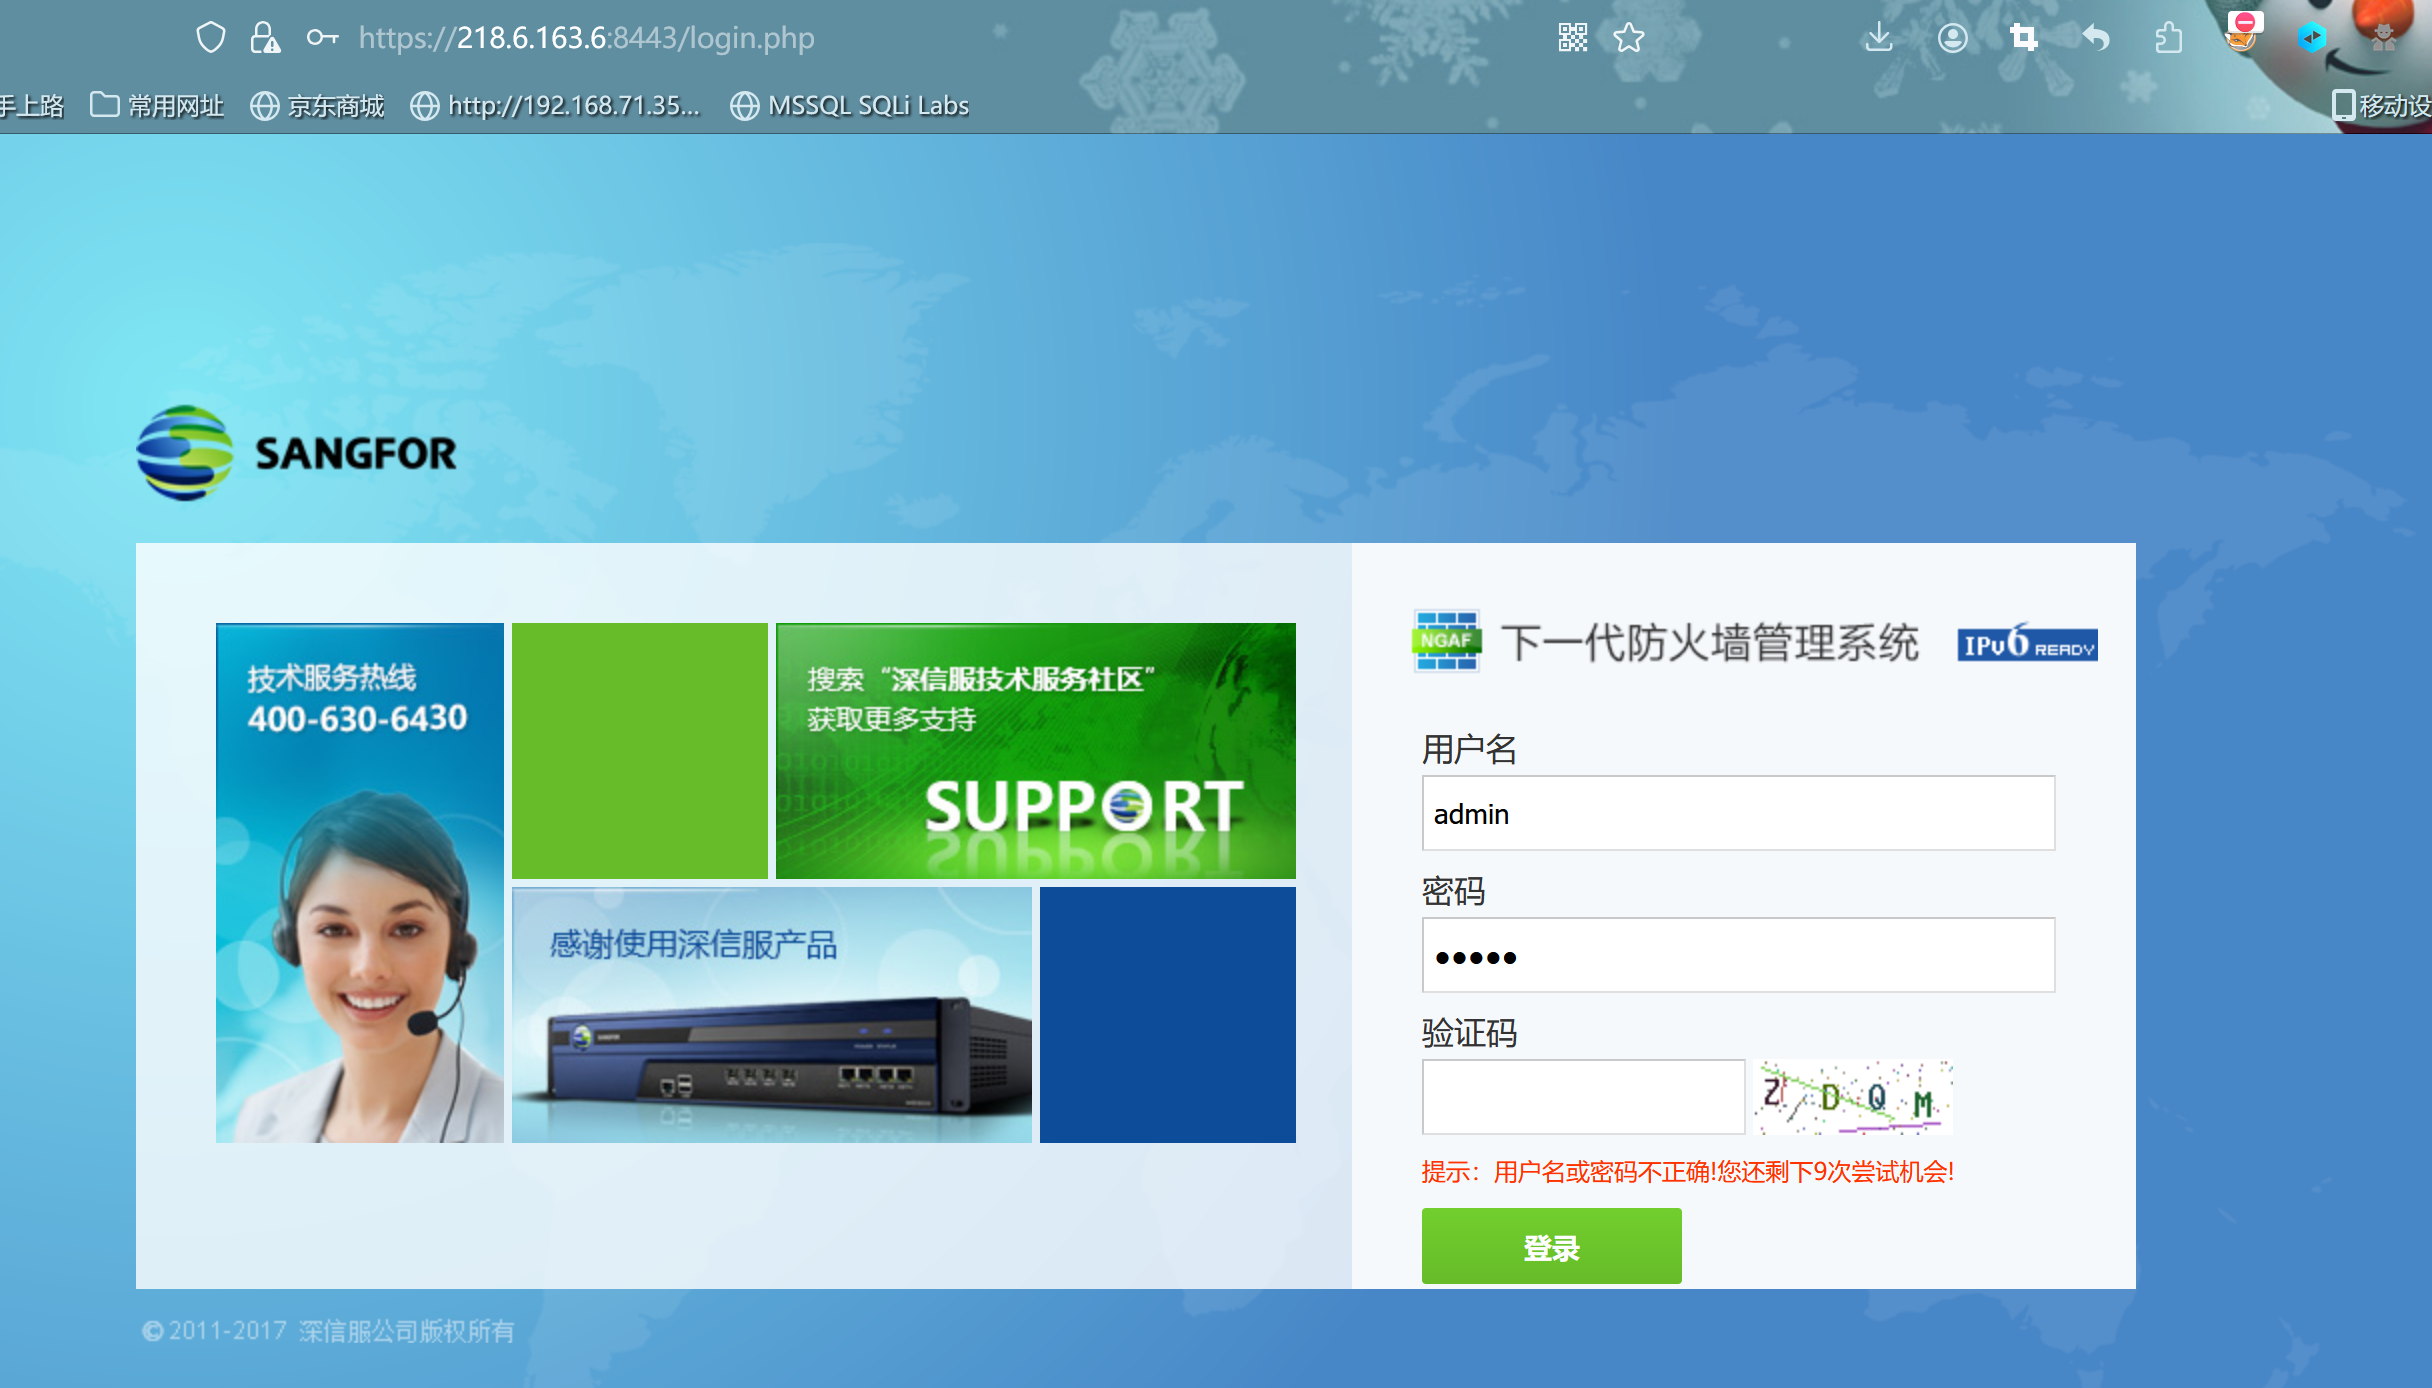 https://218.6.163.6:8443/login.php
手上路 常用网址 京东商城 http://192.168.71.35... MSSQL SQLi Labs 移动设
SANGFOR
技术服务热线
400-630-6430
搜索“深信服技术服务社区”
获取更多支持
SUPPORT
感谢使用深信服产品
NGAF 下一代防火墙管理系统 IPv6 READY
用户名
admin
密码
验证码
Z D Q M
提示：用户名或密码不正确!您还剩下9次尝试机会!
登录
©2011-2017 深信服公司版权所有